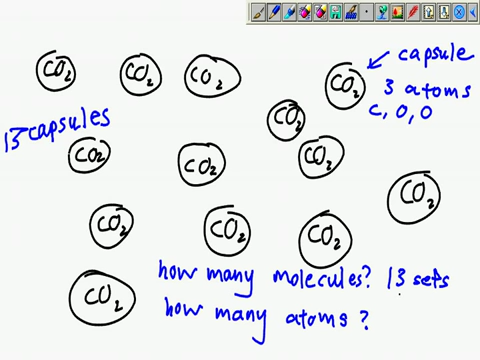 CO2 CO2 CO2
capsule
CO2 3 atoms
C, O, O
CO2
13 capsules
CO2 CO2 CO2
CO2
CO2 CO2 CO2
how many molecules? 13 sets
CO2
how many atoms?